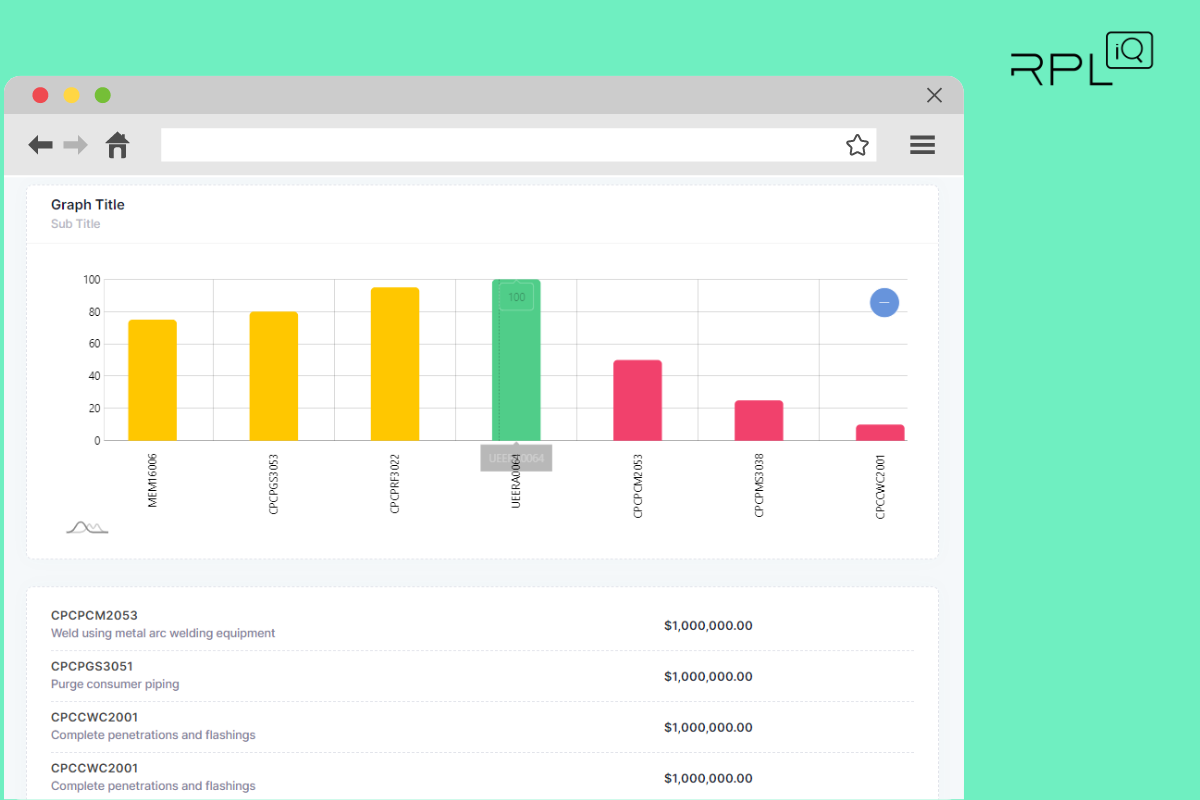 RPL iQ
Graph Title
Sub Title
100
80
60
40
20
0
100
MEM16006
CPCPGS3053
CPCPRF3022
UEERA0064
UEERA0064
CPCPCM2053
CPCPMS3038
CPCCWC2001
CPCPCM2053
Weld using metal arc welding equipment
$1,000,000.00
CPCPGS3051
Purge consumer piping
$1,000,000.00
CPCCWC2001
Complete penetrations and flashings
$1,000,000.00
CPCCWC2001
Complete penetrations and flashings
$1,000,000.00